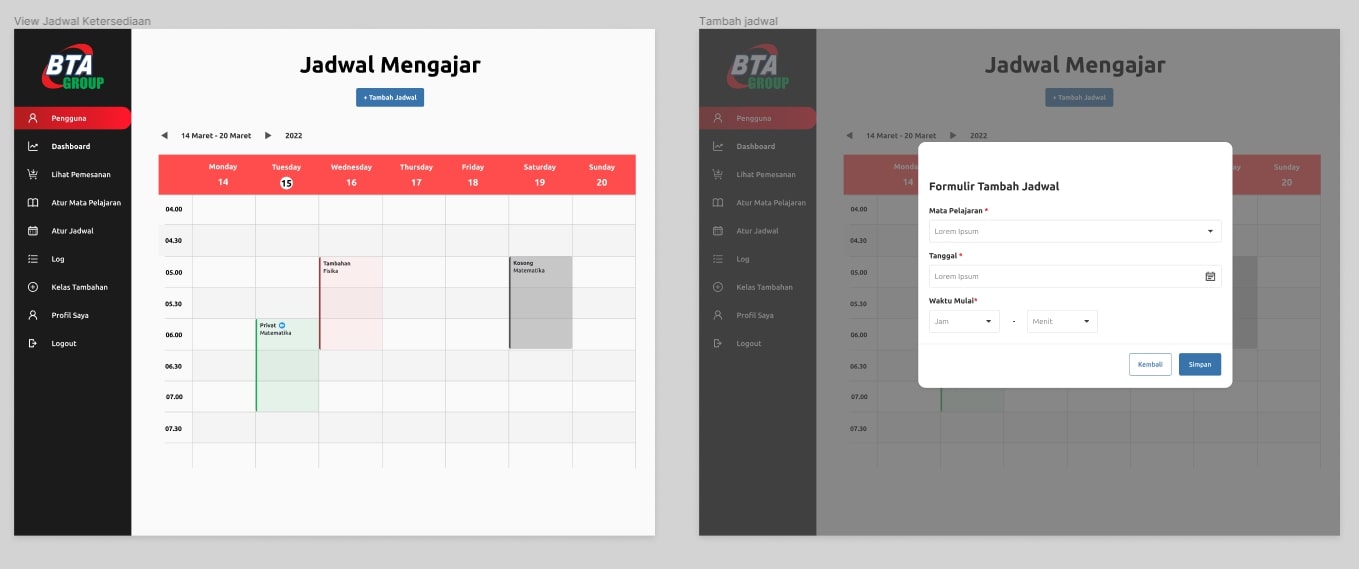 View Jadwal Ketersediaan
BTA
GROUP
Pengguna
Dashboard
Lihat Pemesanan
Atur Mata Pelajaran
Atur Jadwal
Log
Kelas Tambahan
Profil Saya
Logout
Jadwal Mengajar
+ Tambah Jadwal
14 Maret - 20 Maret 2022
Monday Tuesday Wednesday Thursday Friday Saturday Sunday
14 15 16 17 18 19 20
04.00
04.30
05.00
05.30
06.00
06.30
07.00
07.30
Tambahan
Fisika
Kosong
Matematika
Privat
Matematika
Tambah jadwal
BTA
GROUP
Pengguna
Dashboard
Lihat Pemesanan
Atur Mata Pelajaran
Atur Jadwal
Log
Kelas Tambahan
Profil Saya
Logout
Jadwal Mengajar
+ Tambah Jadwal
14 Maret - 20 Maret 2022
Monda ay Sunday
14 20
04.00
04.30
05.00
05.30
06.00
06.30
07.00
07.30
Formulir Tambah Jadwal
Mata Pelajaran *
Lorem Ipsum
Tanggal *
Lorem Ipsum
Waktu Mulai*
Jam - Menit
Kembali Simpan